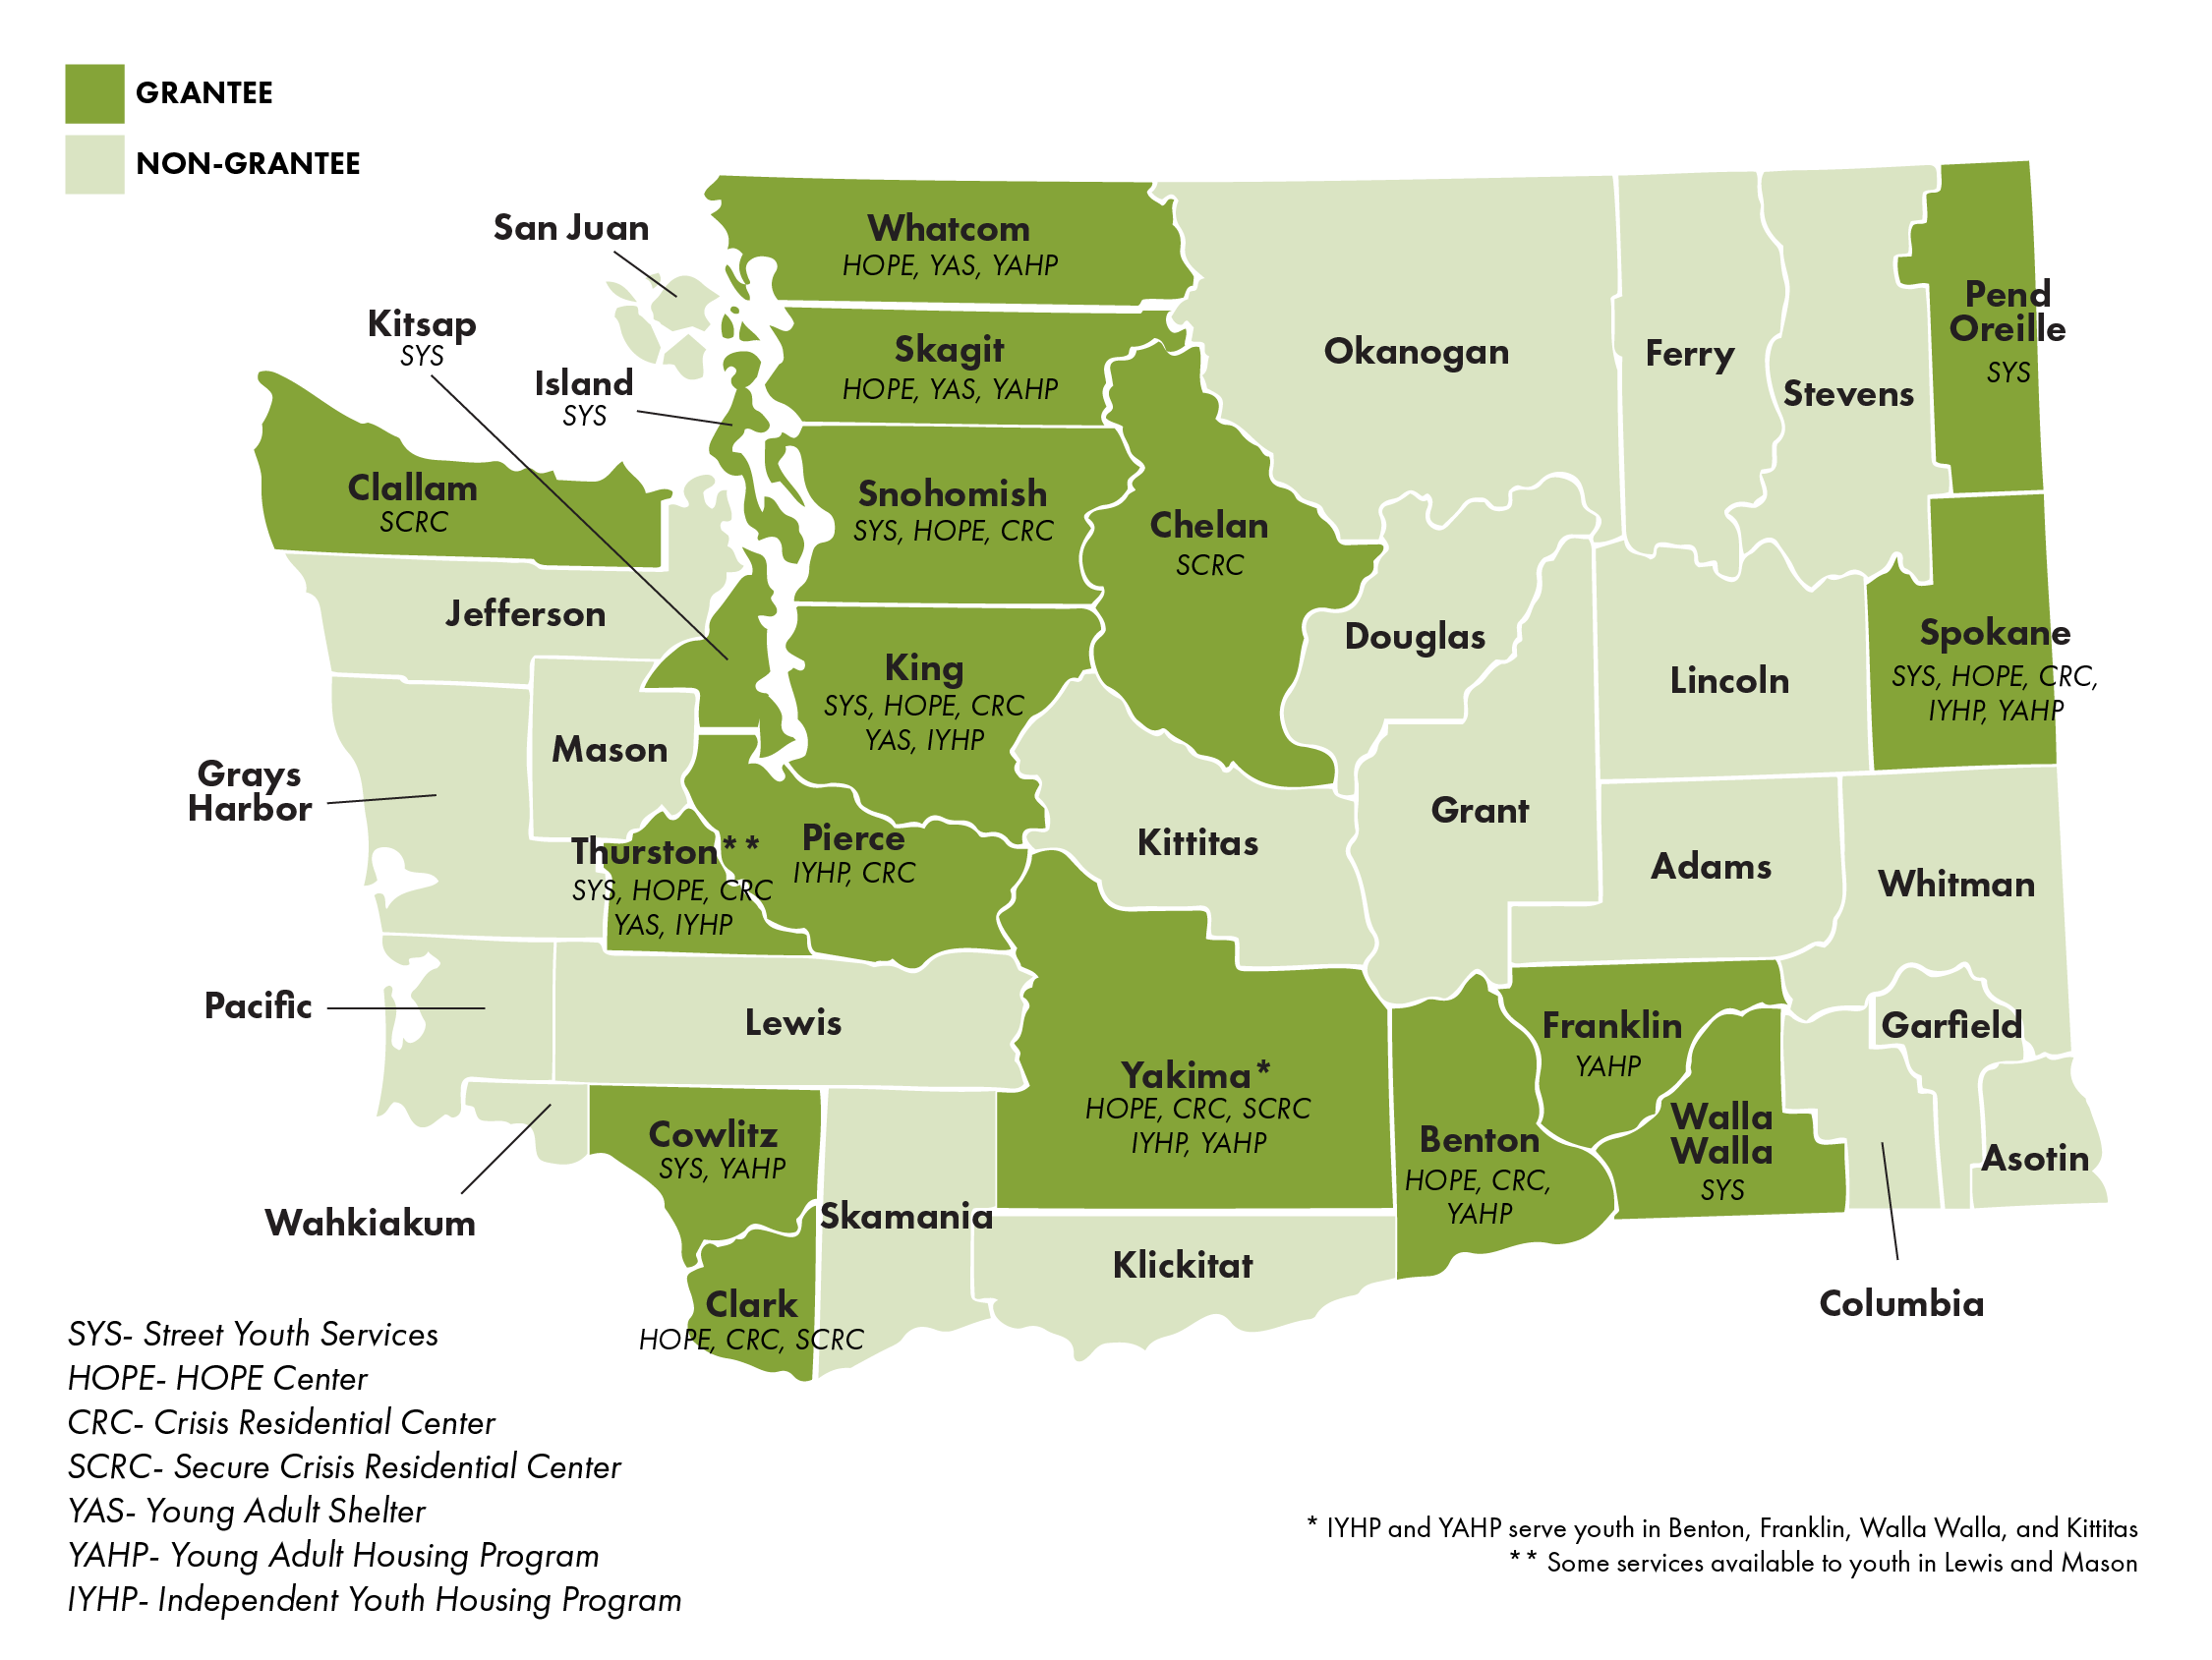 GRANTEE
NON-GRANTEE
San Juan
Whatcom
HOPE, YAS, YAHP
Kitsap
SYS
Island
SYS
Skagit
HOPE, YAS, YAHP
Okanogan
Ferry
Stevens
Pend
Oreille
SYS
Clallam
SCRC
Snohomish
SYS, HOPE, CRC
Chelan
SCRC
Jefferson
Douglas
King
SYS, HOPE, CRC
YAS, IYHP
Lincoln
Spokane
SYS, HOPE, CRC,
IYHP, YAHP
Mason
Grays
Harbor
Thurston**
SYS, HOPE, CRC
YAS, IYHP
Pierce
IYHP, CRC
Kittitas
Grant
Adams
Whitman
Pacific
Lewis
Yakima*
HOPE, CRC, SCRC
IYHP, YAHP
Franklin
YAHP
Garfield
Benton
HOPE, CRC,
YAHP
Walla
Walla
SYS
Asotin
Cowlitz
SYS, YAHP
Wahkiakum
Skamania
Klickitat
Columbia
Clark
HOPE, CRC, SCRC
SYS- Street Youth Services
HOPE- HOPE Center
CRC- Crisis Residential Center
SCRC- Secure Crisis Residential Center
YAS- Young Adult Shelter
YAHP- Young Adult Housing Program
IYHP- Independent Youth Housing Program
* IYHP and YAHP serve youth in Benton, Franklin, Walla Walla, and Kittitas
** Some services available to youth in Lewis and Mason